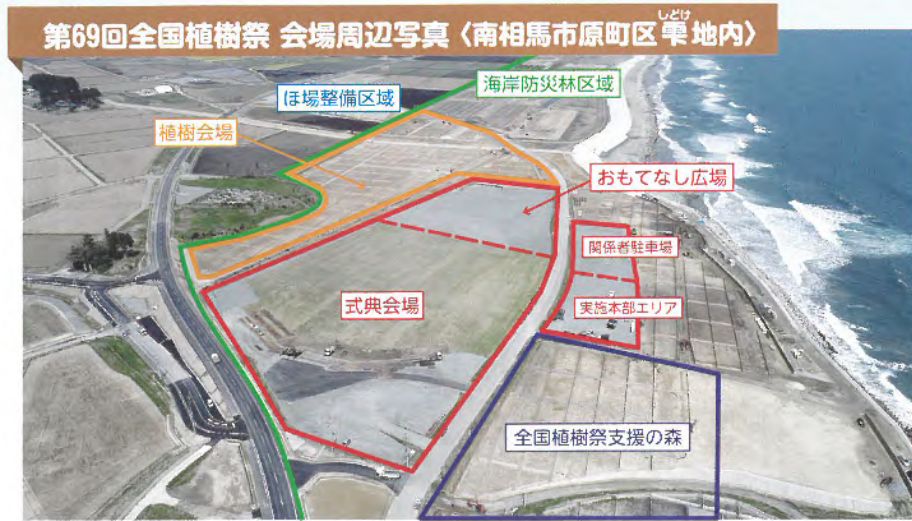 しどけ
第69回全国植樹祭 会場周辺写真〈南相馬市原町区雫地内〉
ほ場整備区域
海岸防災林区域
植樹会場
おもてなし広場
関係者駐車場
式典会場
実施本部エリア
全国植樹祭支援の森